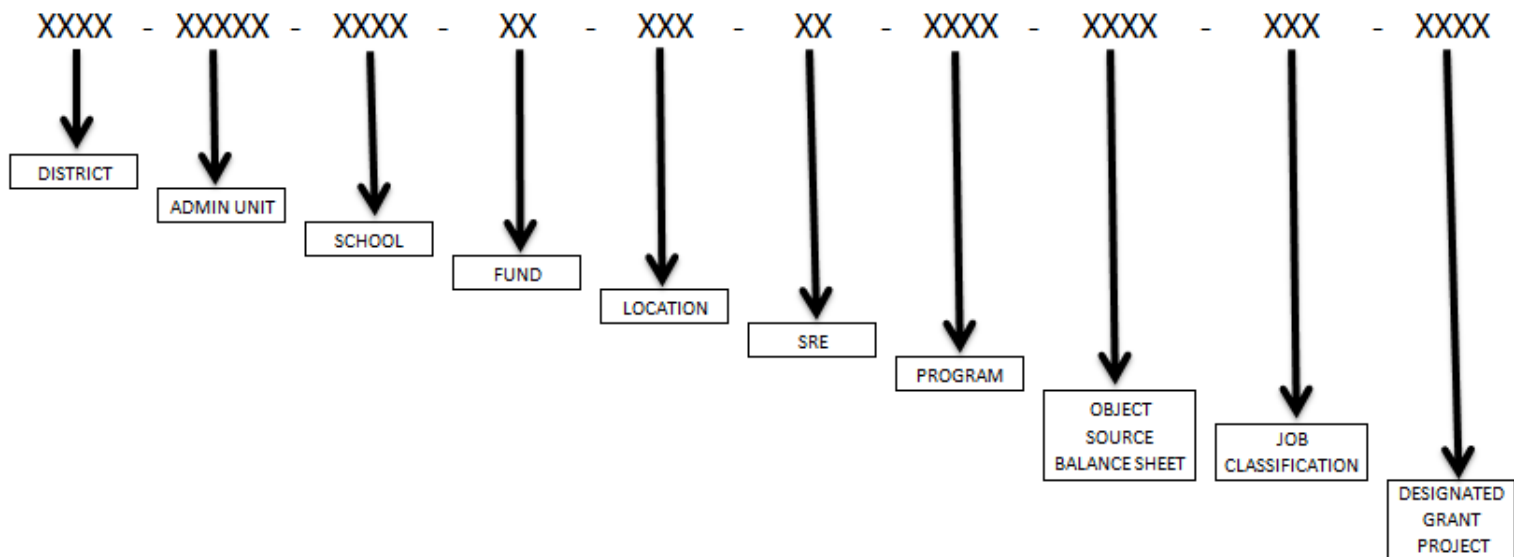 XXXX - XXXXX - XXXX - XX - XXX - XX - XXXX - XXXX - XXX - XXXX
DISTRICT
ADMIN UNIT
SCHOOL
FUND
LOCATION
SRE
PROGRAM
OBJECT
SOURCE
BALANCE SHEET
JOB
CLASSIFICATION
DESIGNATED
GRANT
PROJECT